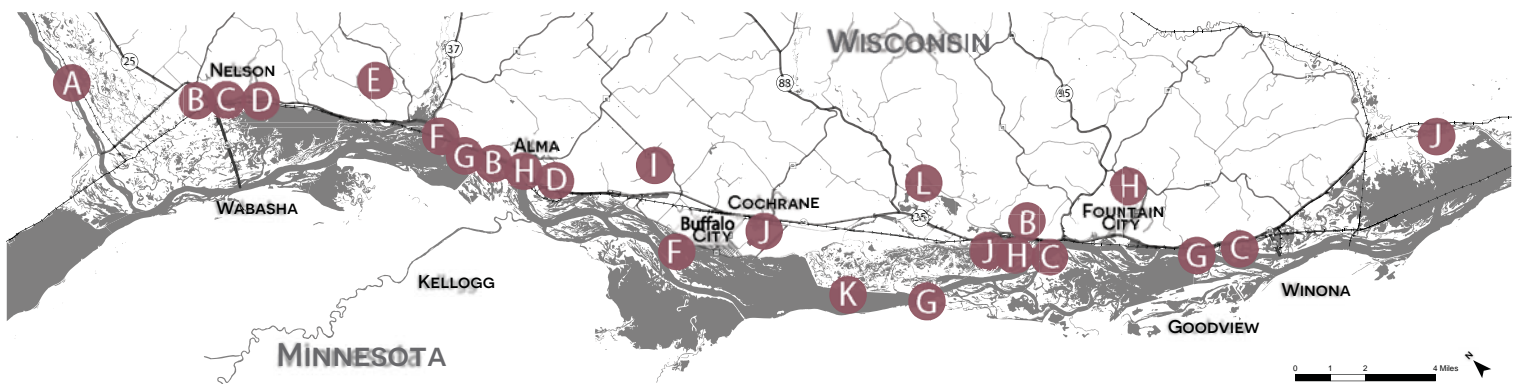 WISCONSIN
37
25
NELSON
E
88
A
35
B C D
J
F
ALMA
G B H D
I
L
H
COCHRANE
WABASHA
Buffalo
CITY
J
35
B
FOUNTAIN
CITY
F
J H C
G C
KELLOGG
K
G
WINONA
GOODVIEW
MINNESOTA
N
0 1 2 4 Miles